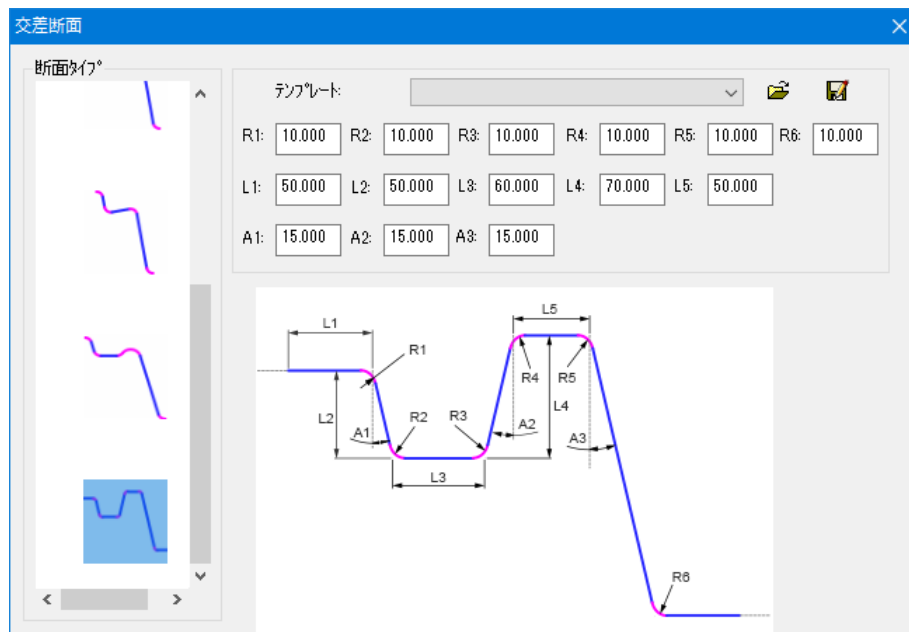 交差断面
断面ﾀｲﾌﾟ
ﾃﾝﾌﾟﾚｰﾄ:
R1: 10.000 R2: 10.000 R3: 10.000 R4: 10.000 R5: 10.000 R6: 10.000
L1: 50.000 L2: 50.000 L3: 60.000 L4: 70.000 L5: 50.000
A1: 15.000 A2: 15.000 A3: 15.000
L5
L1
R1
R4 R5
L4
L2
A1 R2 R3 A2 A3
L3
R6